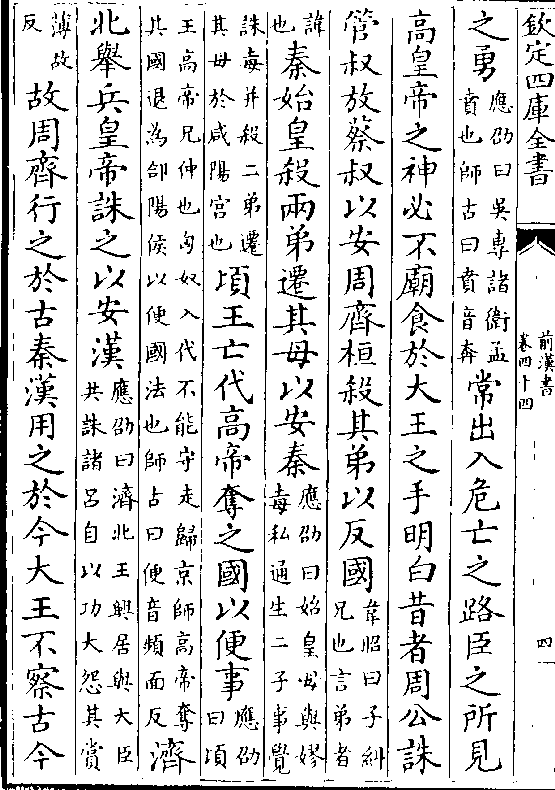 欽定四庫全書
前漢書
卷四十四
四
之勇應劭曰吳專諸衛孟賁也師古曰賁音奔常出入危亡之路臣之所見
高皇帝之神必不廟食於大王之手明白昔者周公誅
管叔放蔡叔以安周齊桓殺其弟以反國韋昭曰子糾兄也言弟者
諱也秦始皇殺兩弟遷其母以安秦應劭曰始皇母與嫪毐私通生二子事覺
誅毐并殺二弟遷其母於咸陽宮也頃王亡代高帝奪之國以便事應劭曰頃
王高帝兄仲也匈奴入代不能守走歸京師高帝奪其國退為郃陽侯以便國法也師古曰便音頻面反濟
北舉兵皇帝誅之以安漢應劭曰濟北王興居與大臣共誅諸呂自以功大怨其賞
薄故反故周齊行之於古秦漢用之於今大王不察古今